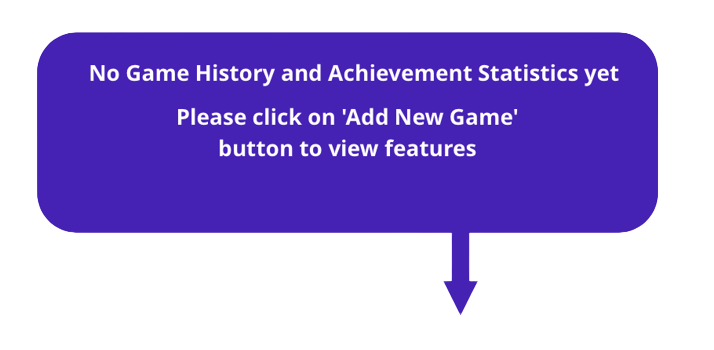 No Game History and Achievement Statistics yet
Please click on 'Add New Game'
button to view features